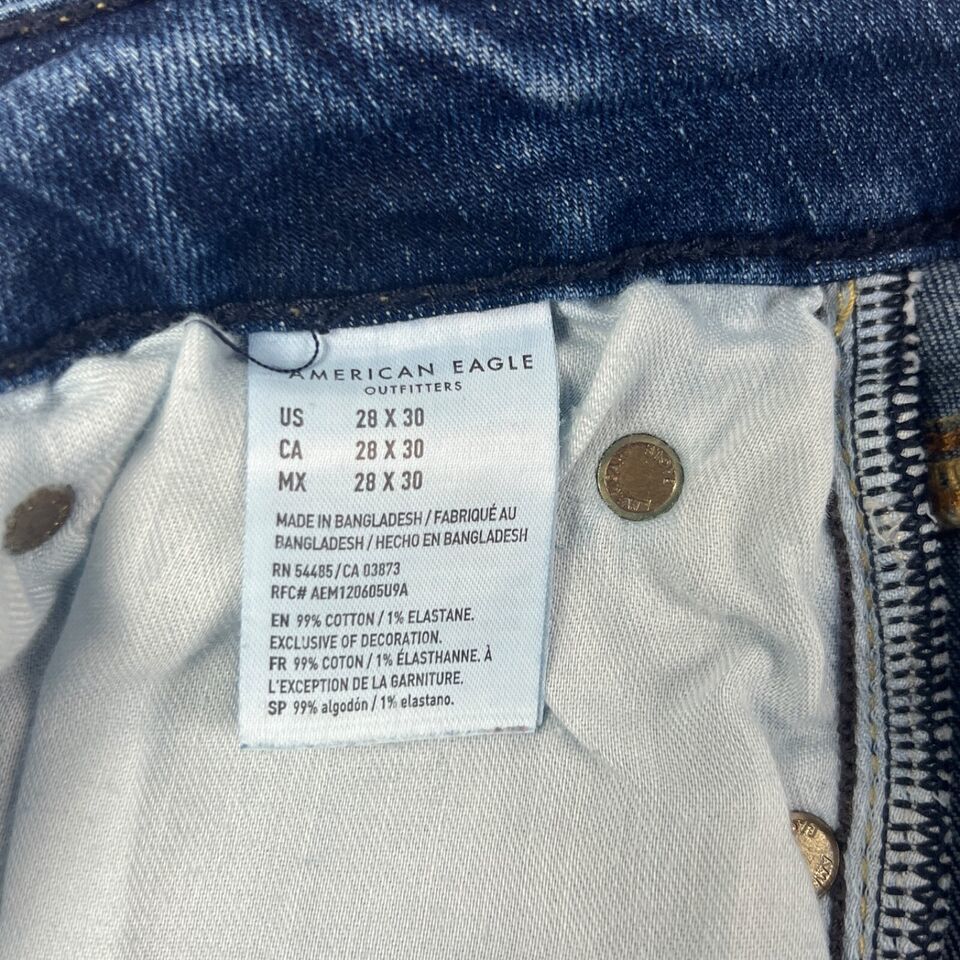 AMERICAN EAGLE
OUTFITTERS
US 28 X 30
CA 28 X 30
MX 28 X 30
MADE IN BANGLADESH / FABRIQUÉ AU
BANGLADESH / HECHO EN BANGLADESH
RN 54485 / CA 03873
RFC# AEM120605U9A
EN 99% COTTON / 1% ELASTANE.
EXCLUSIVE OF DECORATION.
FR 99% COTON / 1% ÉLASTHANNE. À
L'EXCEPTION DE LA GARNITURE.
SP 99% algodón / 1% elastano.